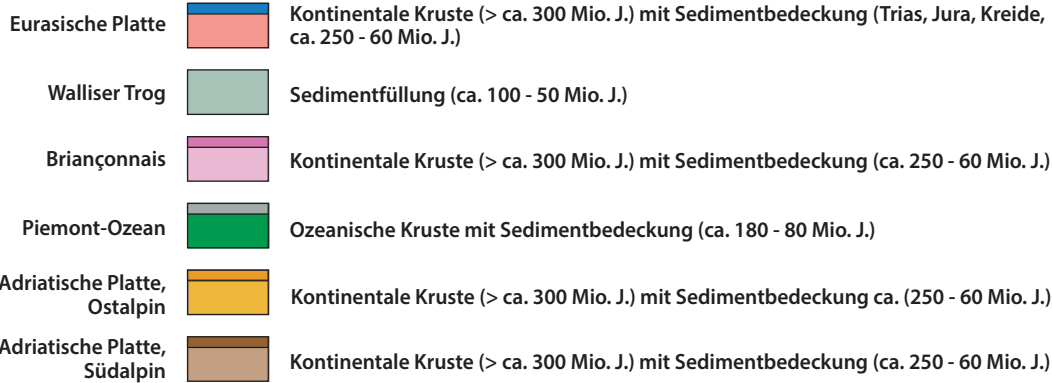 Eurasische Platte
Kontinentale Kruste (> ca. 300 Mio. J.) mit Sedimentbedeckung (Trias, Jura, Kreide,
ca. 250 - 60 Mio. J.)
Walliser Trog
Sedimentfüllung (ca. 100 - 50 Mio. J.)
Briançonnais
Kontinentale Kruste (> ca. 300 Mio. J.) mit Sedimentbedeckung (ca. 250 - 60 Mio. J.)
Piemont-Ozean
Ozeanische Kruste mit Sedimentbedeckung (ca. 180 - 80 Mio. J.)
Adriatische Platte,
Ostalpin
Kontinentale Kruste (> ca. 300 Mio. J.) mit Sedimentbedeckung ca. (250 - 60 Mio. J.)
Adriatische Platte,
Südalpin
Kontinentale Kruste (> ca. 300 Mio. J.) mit Sedimentbedeckung (ca. 250 - 60 Mio. J.)